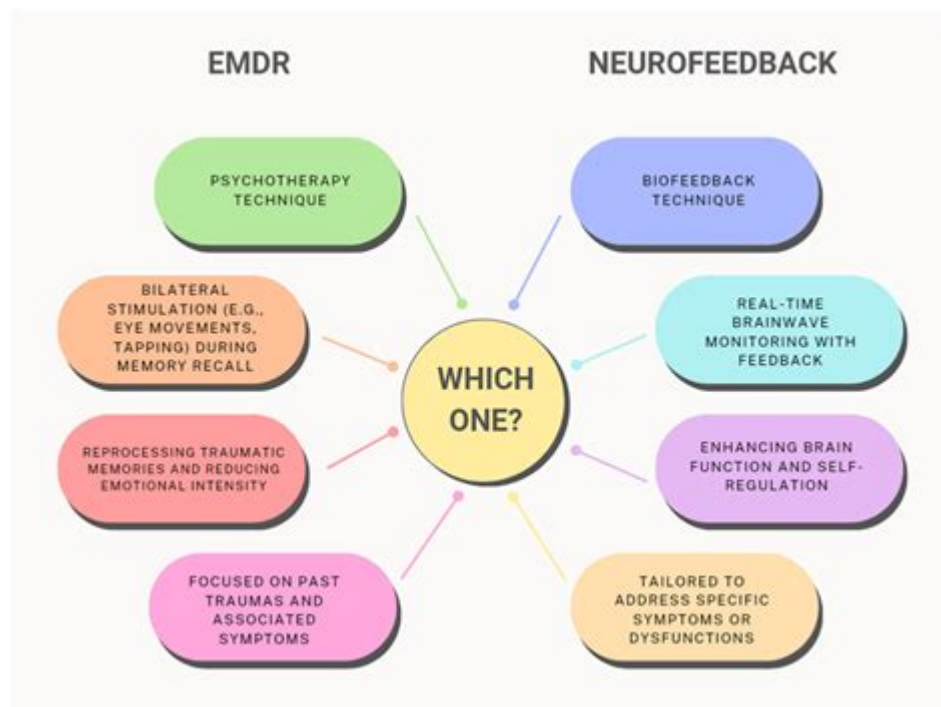 EMDR
NEUROFEEDBACK
PSYCHOTHERAPY
TECHNIQUE
BIOFEEDBACK
TECHNIQUE
BILATERAL
STIMULATION (E.G.,
EYE MOVEMENTS,
TAPPING) DURING
MEMORY RECALL
REAL-TIME
BRAINWAVE
MONITORING WITH
FEEDBACK
WHICH
ONE?
REPROCESSING TRAUMATIC
MEMORIES AND REDUCING
EMOTIONAL INTENSITY
ENHANCING BRAIN
FUNCTION AND SELF-
REGULATION
FOCUSED ON PAST
TRAUMAS AND
ASSOCIATED
SYMPTOMS
TAILORED TO
ADDRESS SPECIFIC
SYMPTOMS OR
DYSFUNCTIONS